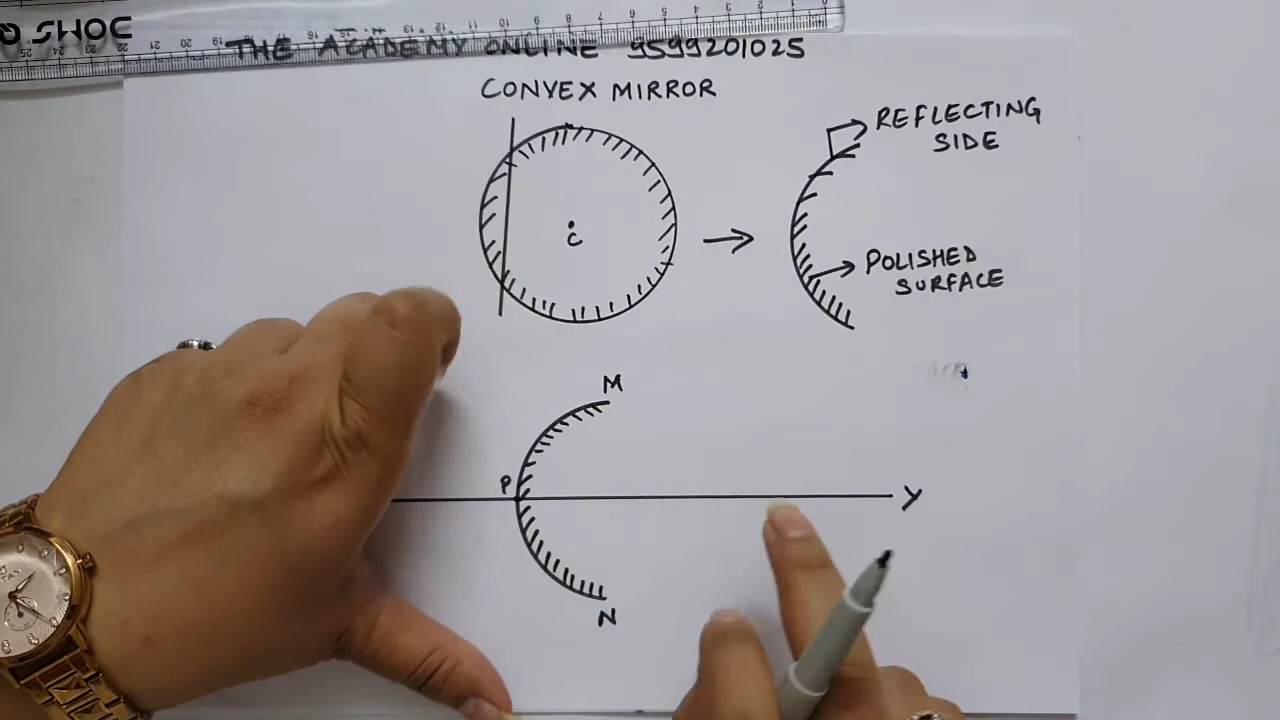 THE ACADEMY ONLINE 9599201025
CONVEX MIRROR
REFLECTING
SIDE
C
POLISHED
SURFACE
M
P
Y
N